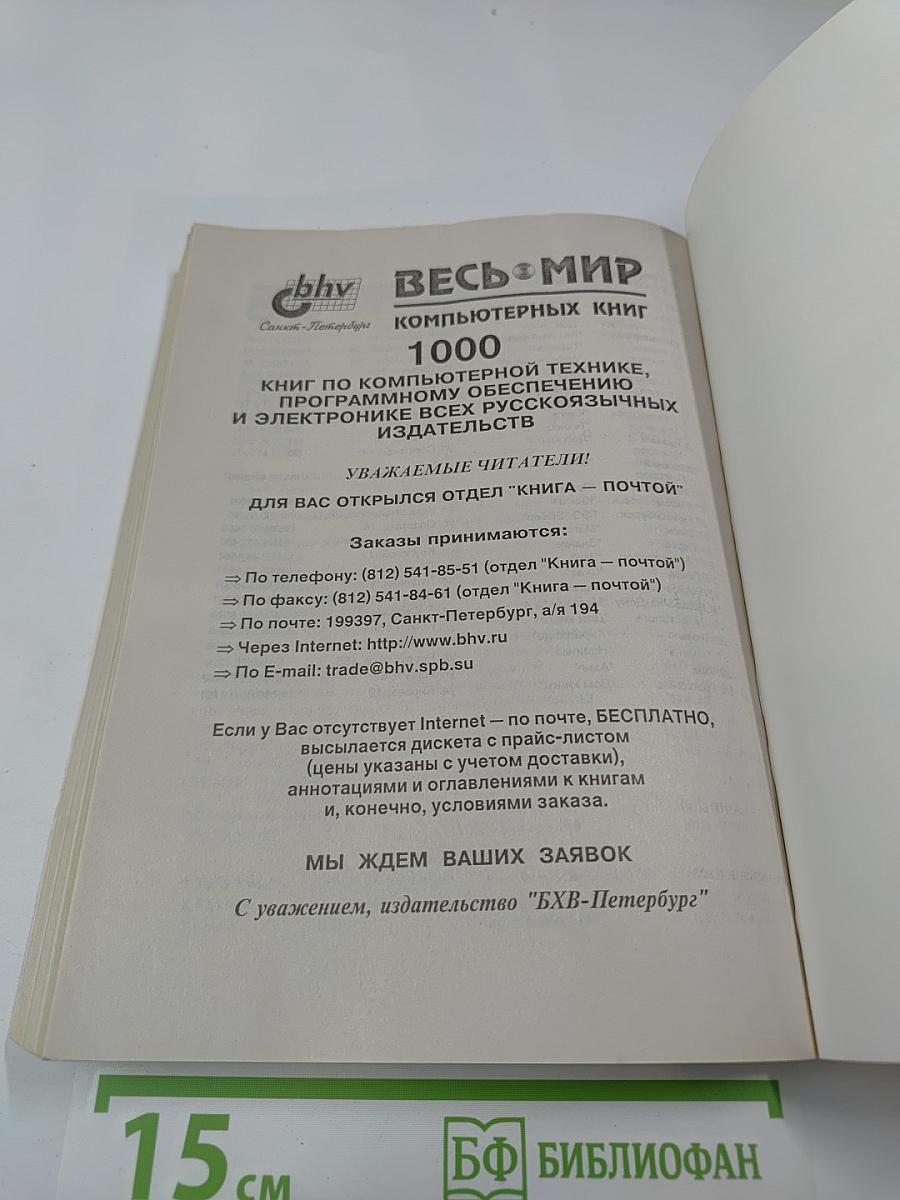 bhv
Санкт-Петербург
ВЕСЬ МИР
КОМПЬЮТЕРНЫХ КНИГ
1000
КНИГ ПО КОМПЬЮТЕРНОЙ ТЕХНИКЕ,
ПРОГРАММНОМУ ОБЕСПЕЧЕНИЮ
И ЭЛЕКТРОНИКЕ ВСЕХ РУССКОЯЗЫЧНЫХ
ИЗДАТЕЛЬСТВ
УВАЖАЕМЫЕ ЧИТАТЕЛИ!
ДЛЯ ВАС ОТКРЫЛСЯ ОТДЕЛ "КНИГА — ПОЧТОЙ"
Заказы принимаются:
⇒ По телефону: (812) 541-85-51 (отдел "Книга — почтой")
⇒ По факсу: (812) 541-84-61 (отдел "Книга — почтой")
⇒ По почте: 199397, Санкт-Петербург, а/я 194
⇒ Через Internet: http://www.bhv.ru
⇒ По E-mail: trade@bhv.spb.su
Если у Вас отсутствует Internet — по почте, БЕСПЛАТНО,
высылается дискета с прайс-листом
(цены указаны с учетом доставки),
аннотациями и оглавлениями к книгам
и, конечно, условиями заказа.
МЫ ЖДЕМ ВАШИХ ЗАЯВОК
С уважением, издательство "БХВ-Петербург"
15 см
БФ БИБЛИОФАН